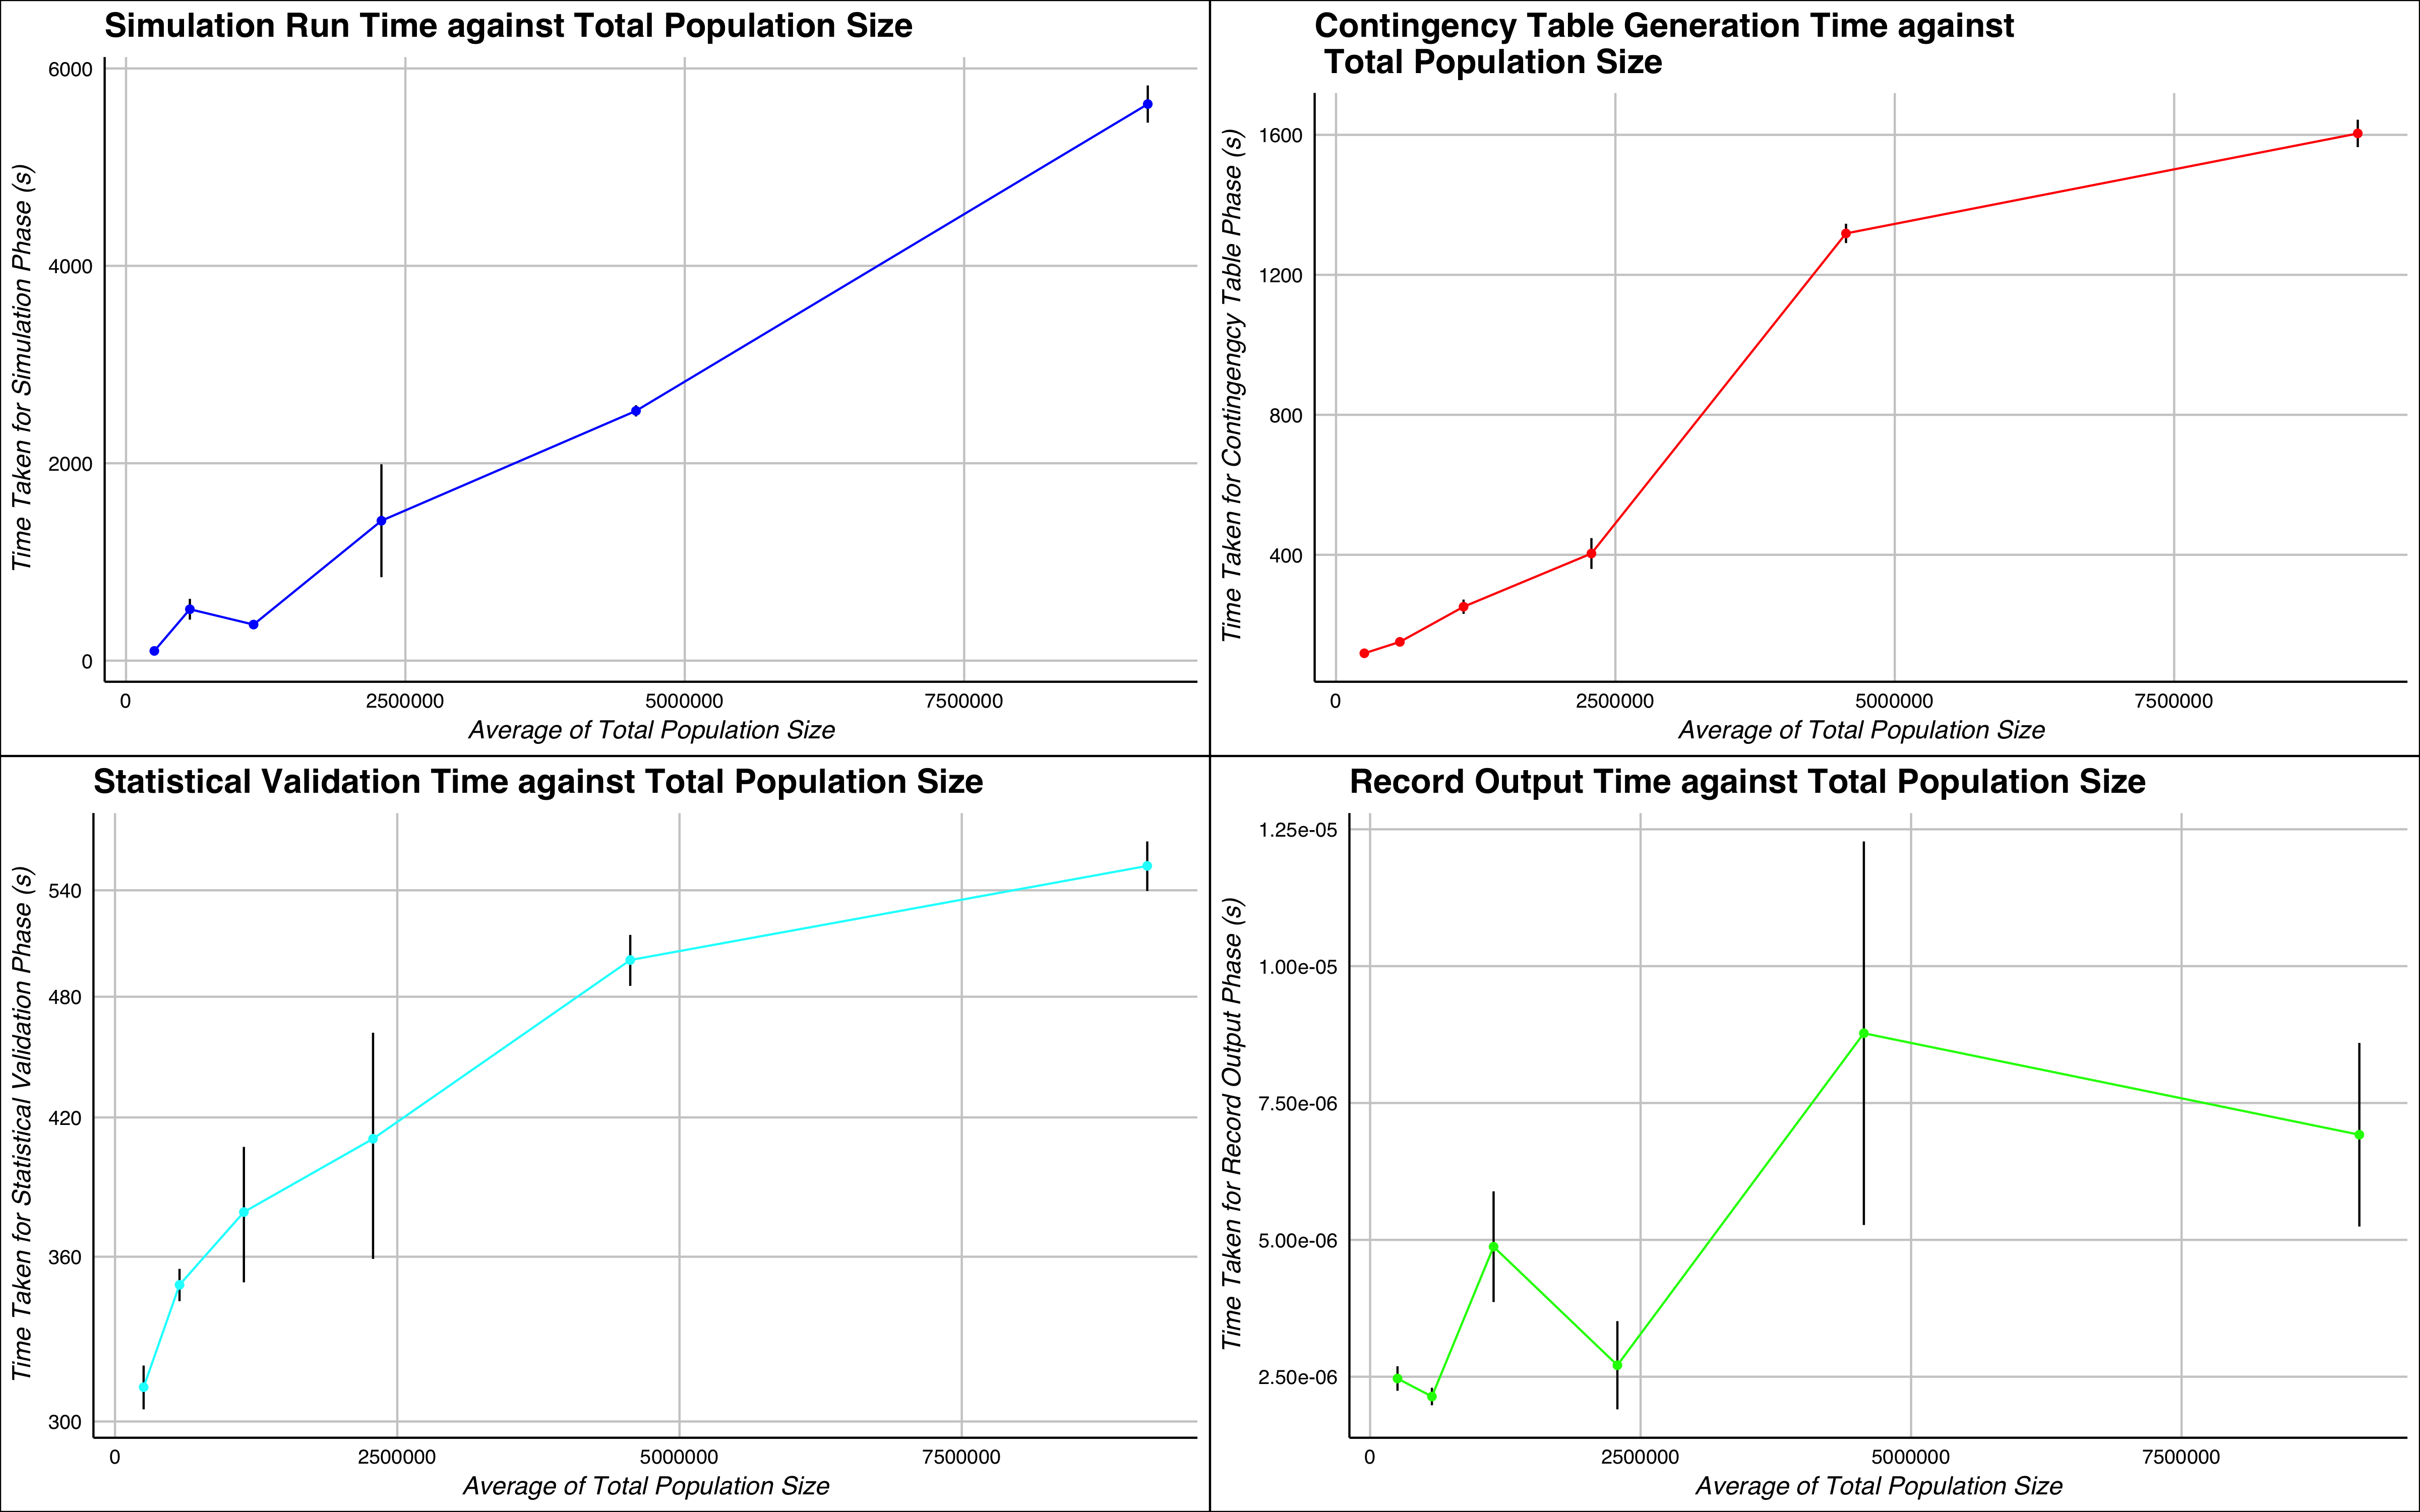 Simulation Run Time against Total Population Size
Time Taken for Simulation Phase (s)
6000
4000
2000
0
0 2500000 5000000 7500000
Average of Total Population Size
Contingency Table Generation Time against
Total Population Size
Time Taken for Contingengcy Table Phase (s)
1600
1200
800
400
0 2500000 5000000 7500000
Average of Total Population Size
Statistical Validation Time against Total Population Size
Time Taken for Statistical Validation Phase (s)
540
480
420
360
300
0 2500000 5000000 7500000
Average of Total Population Size
Record Output Time against Total Population Size
Time Taken for Record Output Phase (s)
1.25e-05
1.00e-05
7.50e-06
5.00e-06
2.50e-06
0 2500000 5000000 7500000
Average of Total Population Size